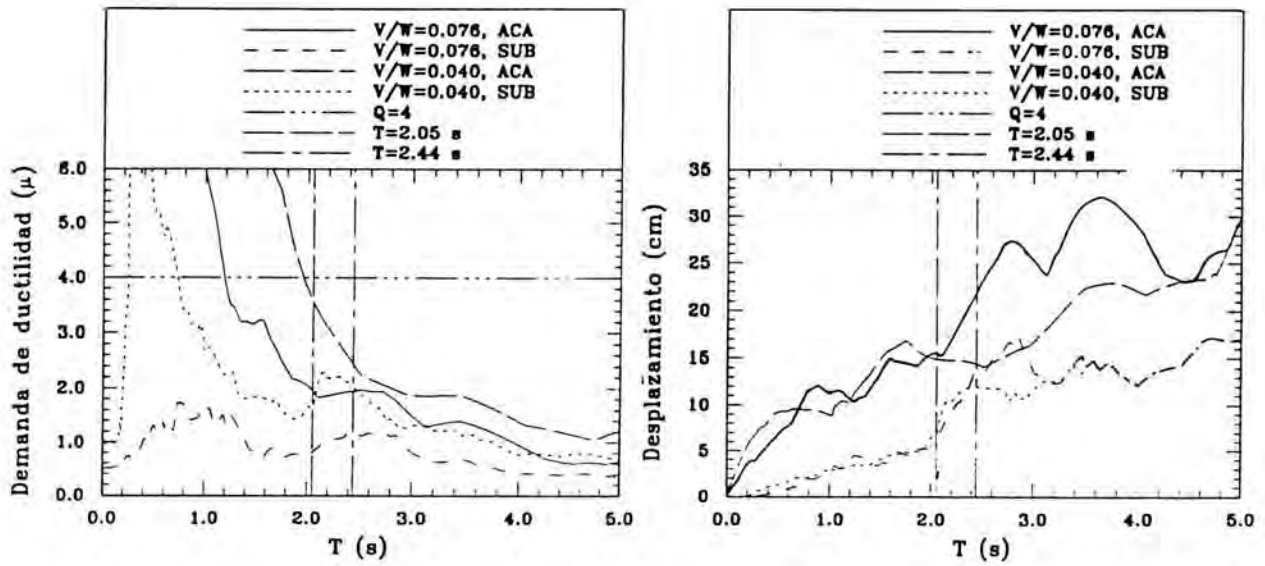 V/W=0.076, ACA
V/W=0.076, SUB
V/W=0.040, ACA
V/W=0.040, SUB
Q=4
T=2.05 s
T=2.44 s
Demanda de ductilidad (μ)
6.0
5.0
4.0
3.0
2.0
1.0
0.0
0.0 1.0 2.0 3.0 4.0 5.0
T (s)
V/W=0.076, ACA
V/W=0.076, SUB
V/W=0.040, ACA
V/W=0.040, SUB
Q=4
T=2.05 s
T=2.44 s
Desplañamiento (cm)
35
30
25
20
15
10
5
0
0.0 1.0 2.0 3.0 4.0 5.0
T (s)